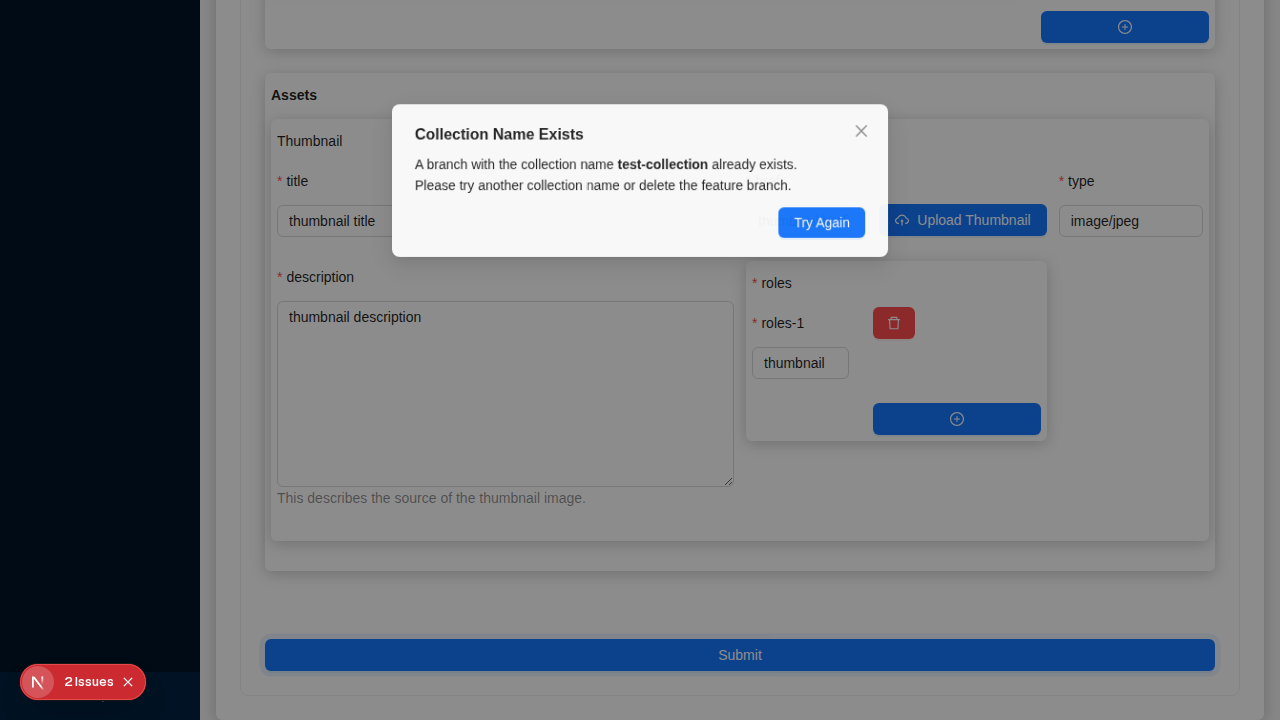 Assets
Collection Name Exists
A branch with the collection name test-collection already exists.
Please try another collection name or delete the feature branch.
Try Again
Thumbnail
* title
* type
thumbnail title
Upload Thumbnail
image/jpeg
* description
* roles
thumbnail description
* roles-1
thumbnail
This describes the source of the thumbnail image.
Submit
N
2 Issues